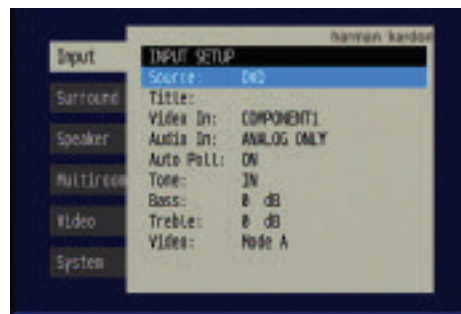 harman kardon
Input
INPUT SETUP
Source: DVD
Surround
Title:
Video In: COMPONENT1
Speaker
Audio In: ANALOG ONLY
Auto Poll: ON
Multiroom
Tone: IN
Bass: 0 dB
Video
Treble: 0 dB
Video: Mode A
System